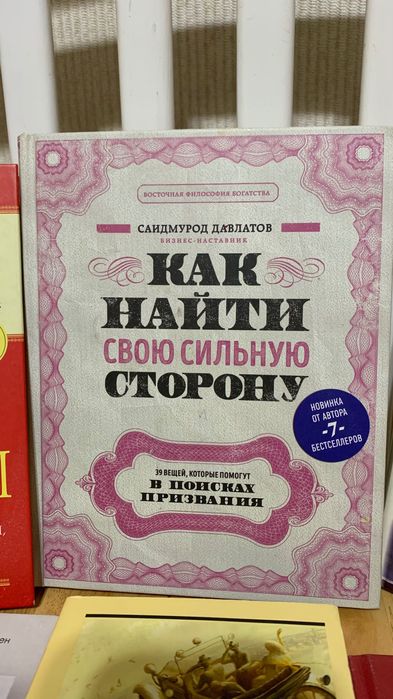 ВОСТОЧНАЯ ФИЛОСОФИЯ БОГАТСТВА
САИДМУРОД ДАВЛАТОВ
БИЗНЕС-НАСТАВНИК
КАК
НАЙТИ
СВОЮ СИЛЬНУЮ
СТОРОНУ
НОВИНКА
ОТ АВТОРА
-7-
БЕСТСЕЛЛЕРОВ
39 ВЕЩЕЙ, КОТОРЫЕ ПОМОГУТ
В ПОИСКАХ
ПРИЗВАНИЯ